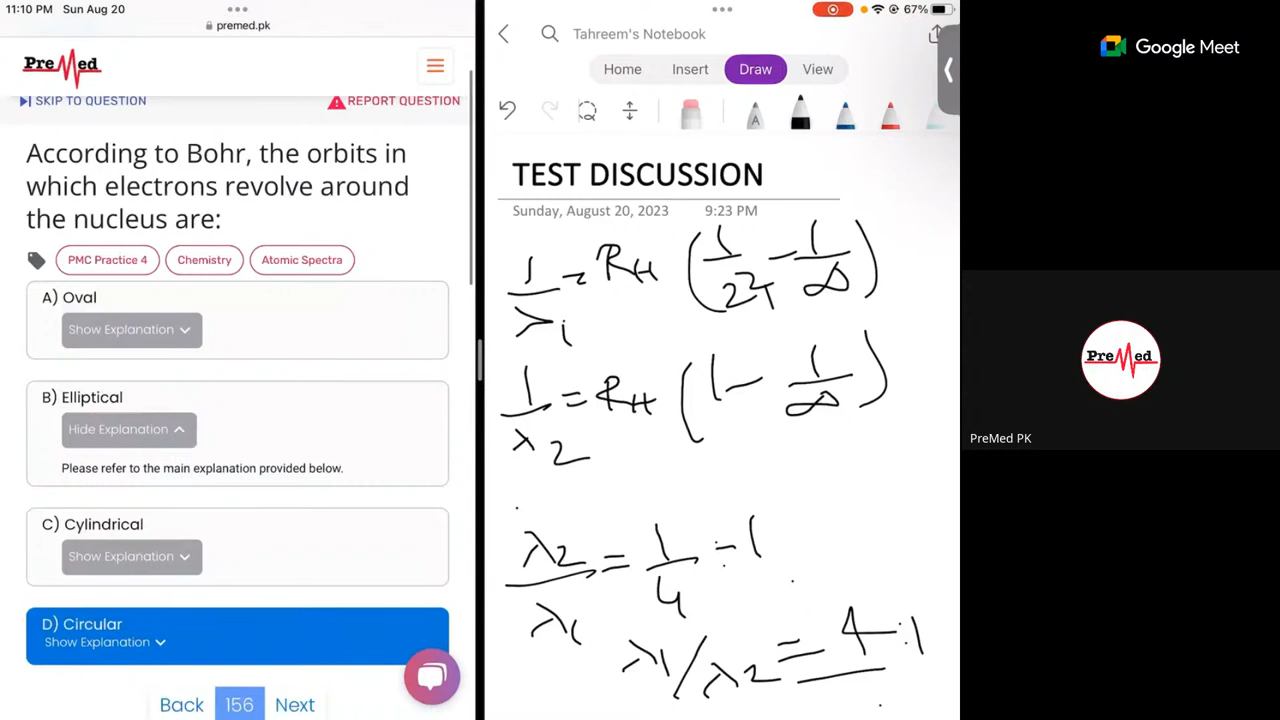 11:10 PM Sun Aug 20
premed.pk
PreMed
SKIP TO QUESTION
REPORT QUESTION
According to Bohr, the orbits in
which electrons revolve around
the nucleus are:
PMC Practice 4
Chemistry
Atomic Spectra
A) Oval
Show Explanation
B) Elliptical
Hide Explanation
Please refer to the main explanation provided below.
C) Cylindrical
Show Explanation
D) Circular
Show Explanation
Back
156
Next
67%
Tahreem's Notebook
Home
Insert
Draw
View
A
TEST DISCUSSION
Sunday, August 20, 2023 9:23 PM
1/λ1 = RH (1/2² - 1/∞)
1/λ2 = RH (1 - 1/∞)
λ2/λ1 = 1/4 ÷ 1
λ1/λ2 = 4:1
Google Meet
PreMed
PreMed PK